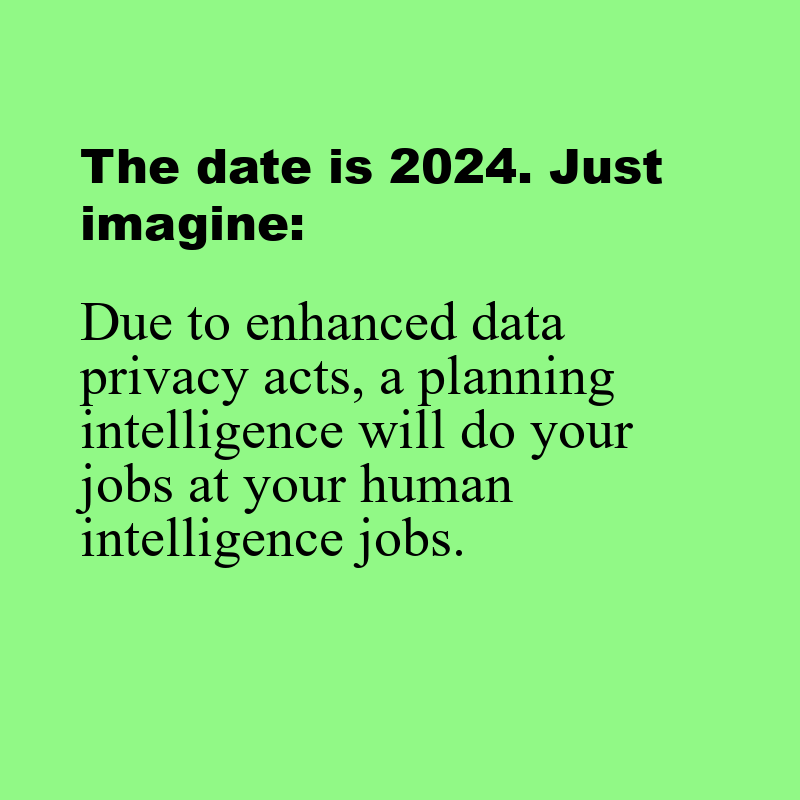 The date is 2024. Just
imagine:
Due to enhanced data
privacy acts, a planning
intelligence will do your
jobs at your human
intelligence jobs.